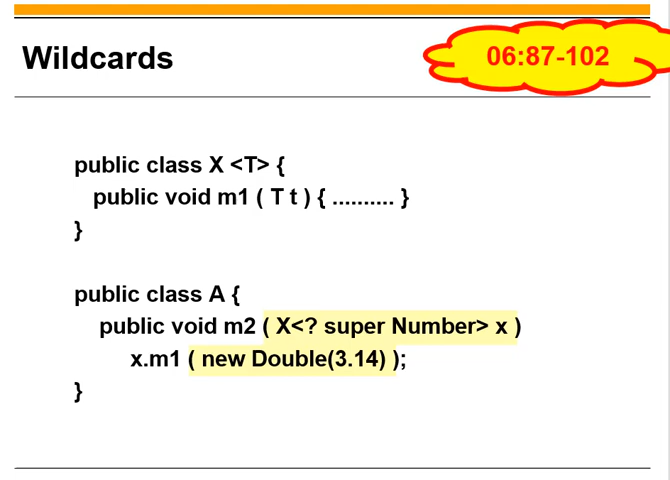 Wildcards
06:87-102
public class X <T> {
public void m1 ( T t ) { .......... }
}
public class A {
public void m2 ( X<? super Number> x )
x.m1 ( new Double(3.14) );
}